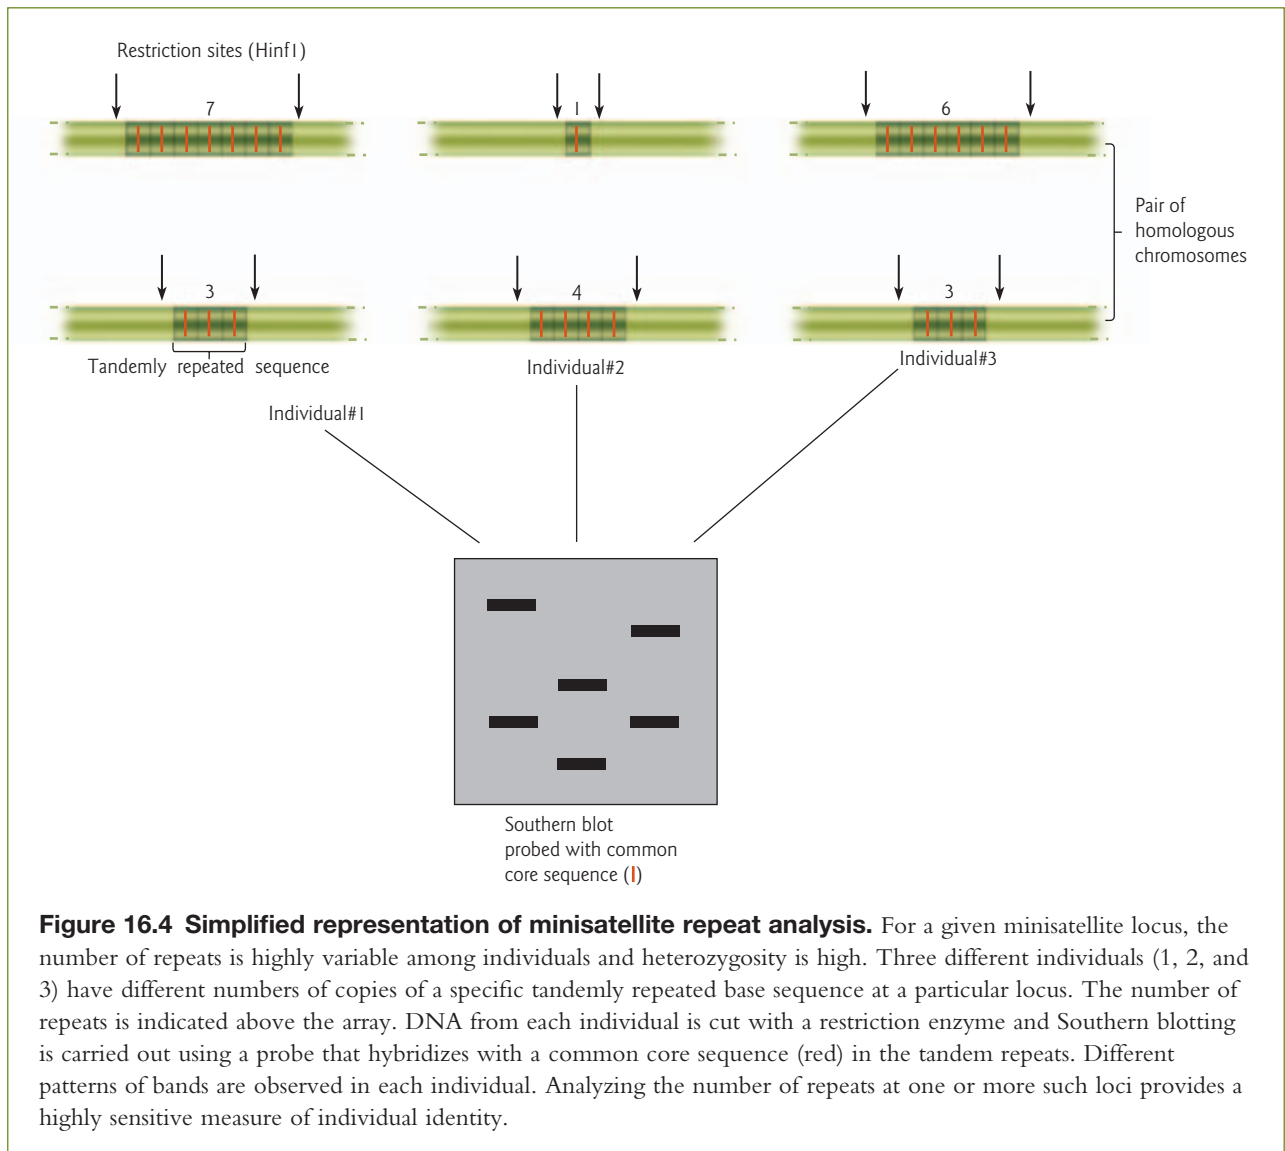 Restriction sites (Hinf1)
7
1
6
Pair of
homologous
chromosomes
3
4
3
Tandemly repeated sequence
Individual#1
Individual#2
Individual#3
Southern blot
probed with common
core sequence (I)
Figure 16.4 Simplified representation of minisatellite repeat analysis. For a given minisatellite locus, the
number of repeats is highly variable among individuals and heterozygosity is high. Three different individuals (1, 2, and
3) have different numbers of copies of a specific tandemly repeated base sequence at a particular locus. The number of
repeats is indicated above the array. DNA from each individual is cut with a restriction enzyme and Southern blotting
is carried out using a probe that hybridizes with a common core sequence (red) in the tandem repeats. Different
patterns of bands are observed in each individual. Analyzing the number of repeats at one or more such loci provides a
highly sensitive measure of individual identity.